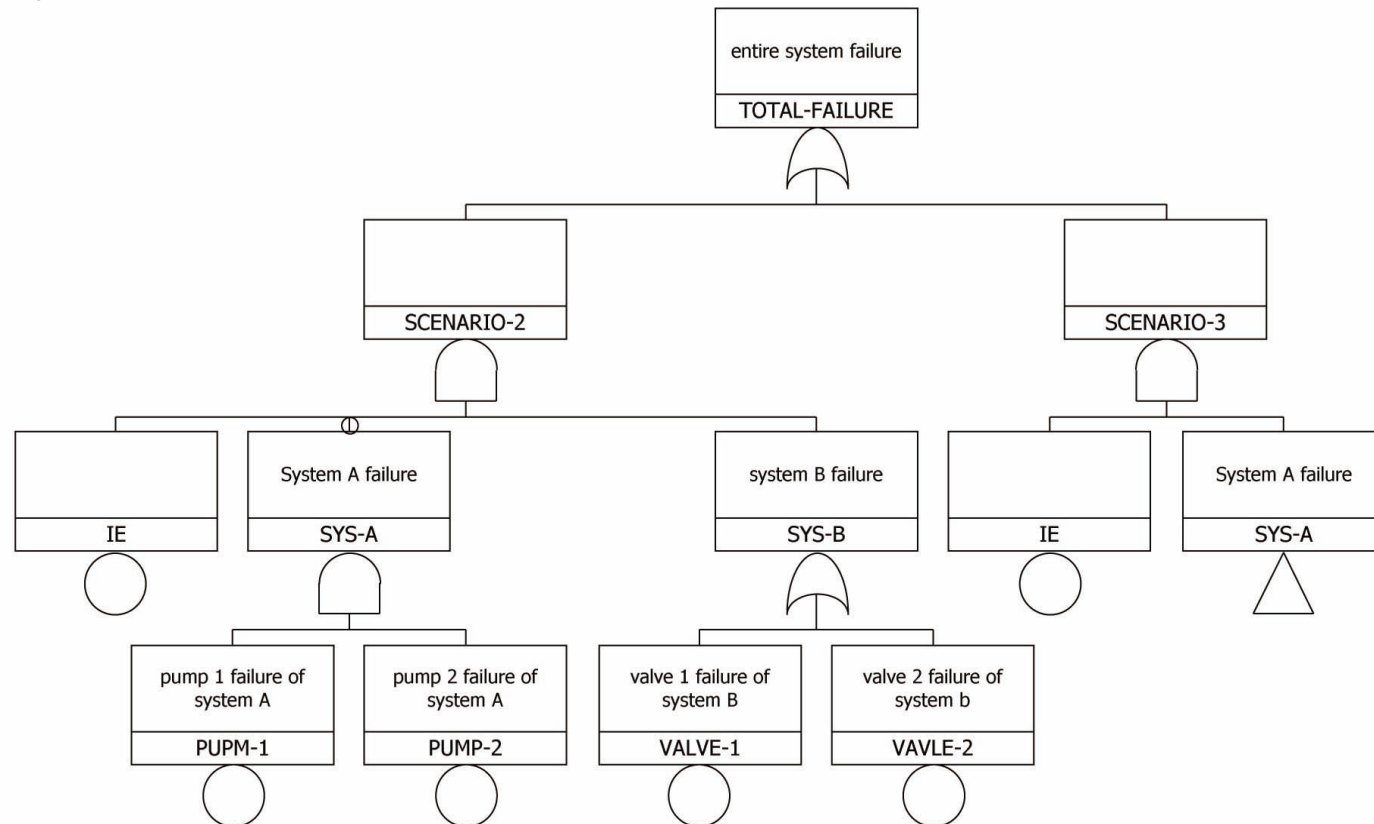 entire system failure
TOTAL-FAILURE
SCENARIO-2
SCENARIO-3
IE
System A failure
SYS-A
system B failure
SYS-B
IE
System A failure
SYS-A
pump 1 failure of
system A
PUPM-1
pump 2 failure of
system A
PUMP-2
valve 1 failure of
system B
VALVE-1
valve 2 failure of
system b
VAVLE-2